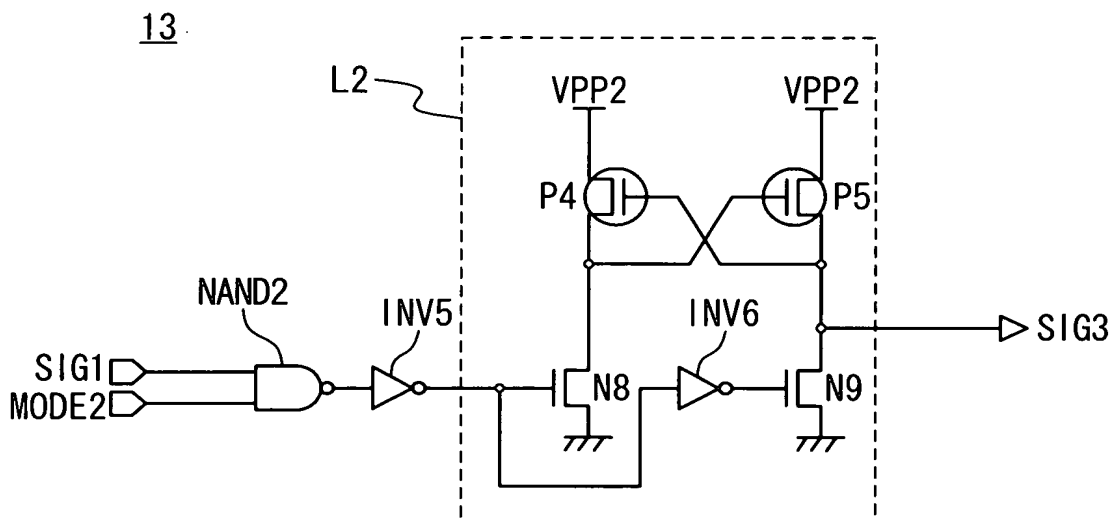 13
L2
VPP2
VPP2
P4
P5
NAND2
INV5
INV6
SIG1
MODE2
N8
N9
SIG3